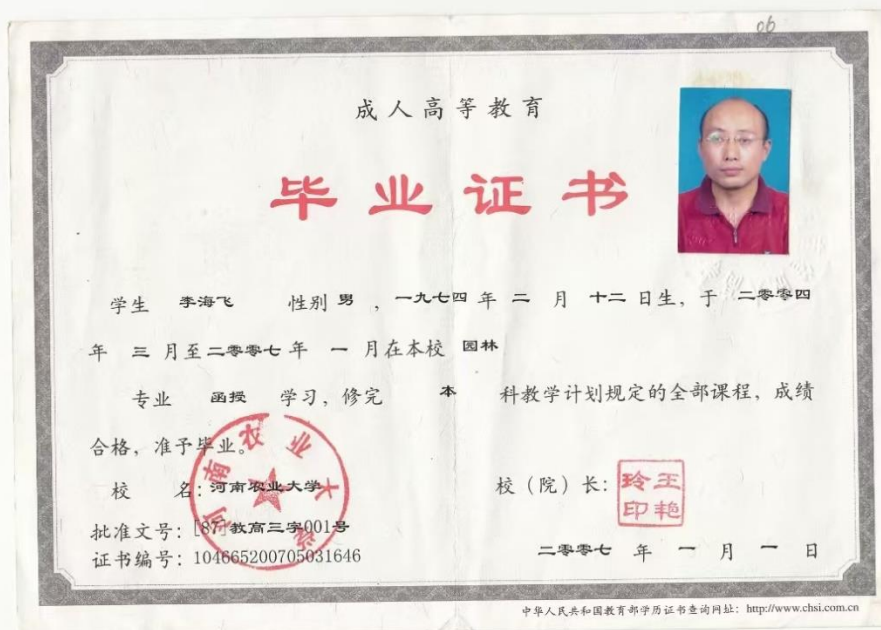 06
成人高等教育
毕业证书
学生 李海飞 性别 男 ，一九七四 年 二 月 十二 日生，于 二零零四
年 三 月至 二零零七 年 一 月在本校 园林
专业 函授 学习，修完 本 科教学计划规定的全部课程，成绩
合格，准予毕业。
河南农业大学
校 名：河南农业大学
校（院）长：
王艳玲印
批准文号：[87]教高三字001号
证书编号：104665200705031646
二零零七 年 一 月 一 日
中华人民共和国教育部学历证书查询网址：http://www.chsi.com.cn